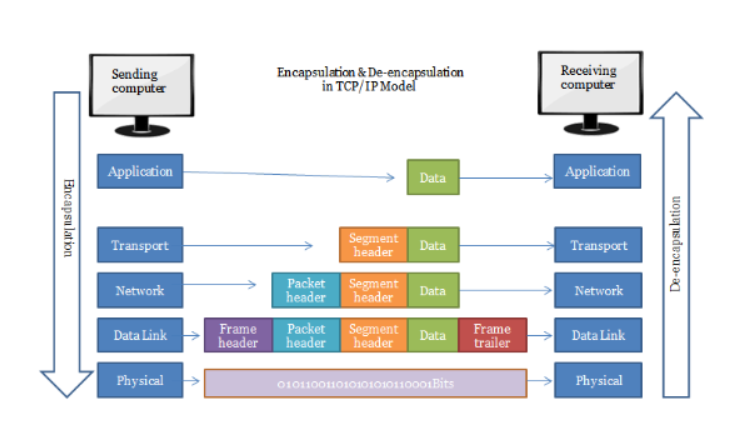 Sending
computer
Encapsulation & De-encapsulation
in TCP/IP Model
Receiving
computer
Encapsulation
De-encapsulation
Application
Data
Application
Transport
Segment
header
Data
Transport
Network
Packet
header
Segment
header
Data
Network
Data Link
Frame
header
Packet
header
Segment
header
Data
Frame
trailer
Data Link
Physical
010110011010101010110001Bits
Physical